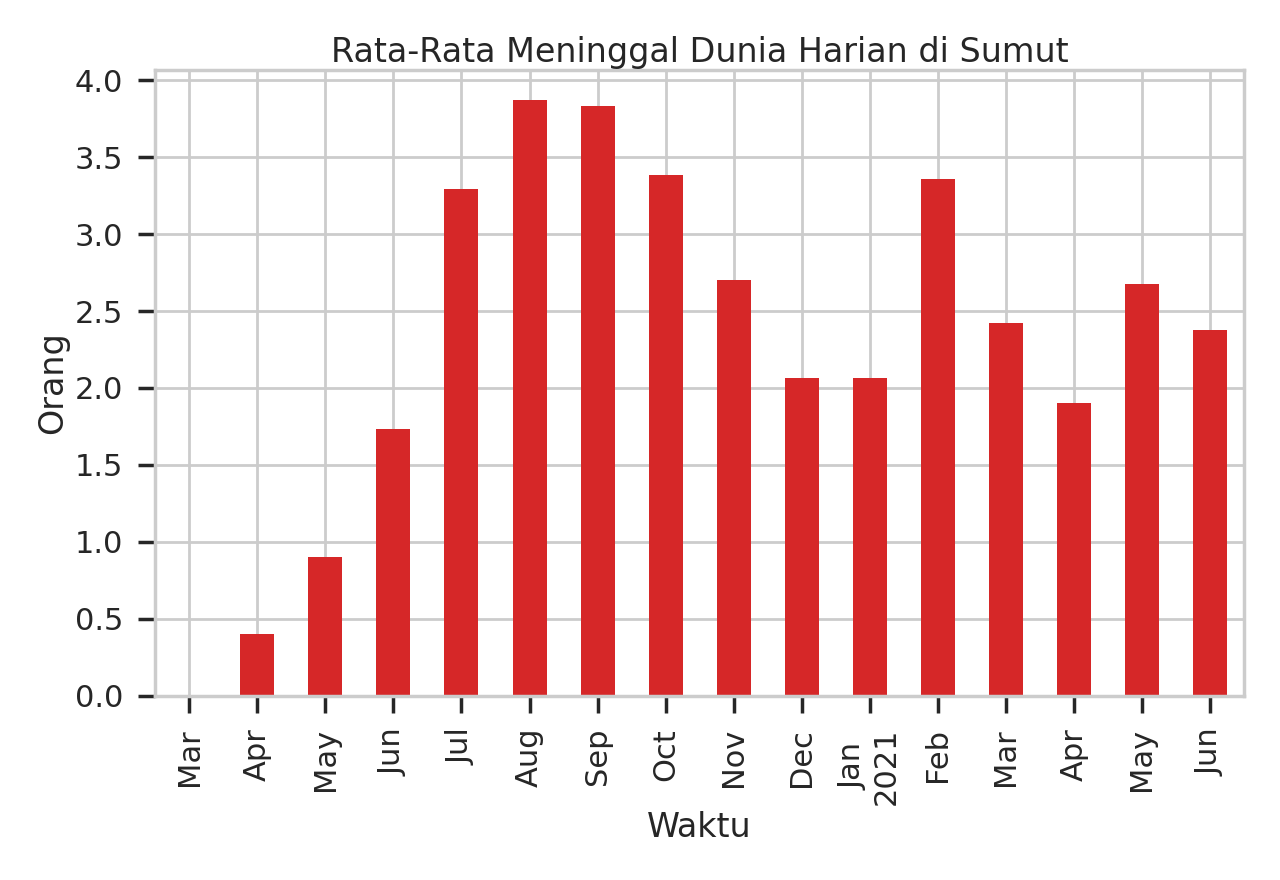 Rata-Rata Meninggal Dunia Harian di Sumut
4.0
3.5
3.0
2.5
2.0
1.5
1.0
0.5
0.0
Orang
Mar
Apr
May
Jun
Jul
Aug
Sep
Oct
Nov
Dec
Jan
2021
Feb
Mar
Apr
May
Jun
Waktu